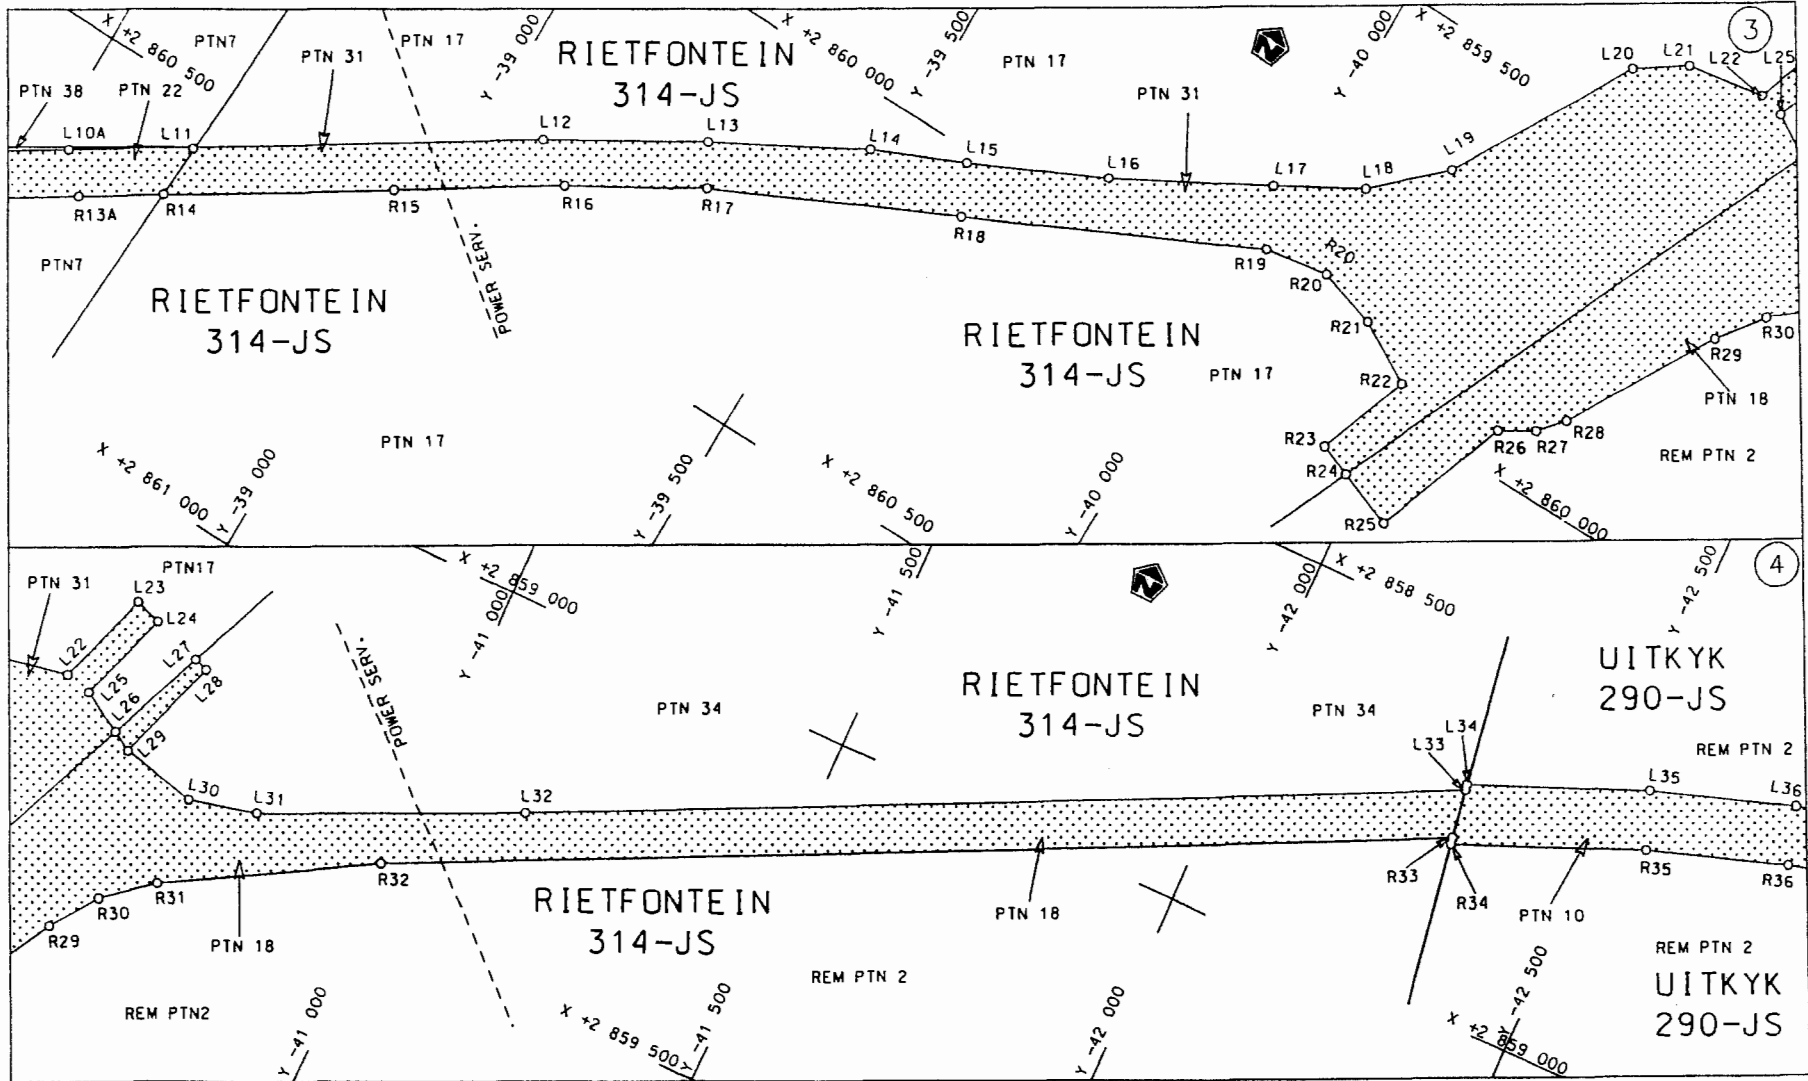 X +2 860 500
PTN7
PTN 31
PTN 17
Y -39 000
RIETFONTEIN
314-JS
X +2 860 000
Y -39 500
PTN 17
N
Y -40 000
X +2 859 500
3
L20
L21
L22
L25
PTN 38
PTN 22
PTN 31
L10A
L11
L12
L13
L14
L15
L16
L17
L18
L19
R13A
R14
R15
R16
R17
R18
R19
R20
R20
R21
R22
R23
R24
R25
R26
R27
R28
R29
R30
PTN7
POWER SERV.
RIETFONTEIN
314-JS
RIETFONTEIN
314-JS
PTN 17
PTN 18
PTN 17
REM PTN 2
X +2 861 000
Y -39 000
Y -39 500
X +2 860 500
Y -40 000
X +2 860 000
PTN 31
PTN17
L23
L24
L22
L25
L26
L27
L28
L29
X +2 859 000
Y -41 000
Y -41 500
N
Y -42 000
X +2 858 500
Y -42 500
4
POWER SERV.
PTN 34
RIETFONTEIN
314-JS
PTN 34
UITKYK
290-JS
REM PTN 2
L30
L31
L32
L33
L34
L35
L36
R29
R30
R31
R32
R33
R34
R35
R36
PTN 18
RIETFONTEIN
314-JS
PTN 18
PTN 10
REM PTN2
REM PTN 2
REM PTN 2
UITKYK
290-JS
Y -41 000
X +2 859 500
Y -41 500
Y -42 000
X +2 859 000
Y -42 500